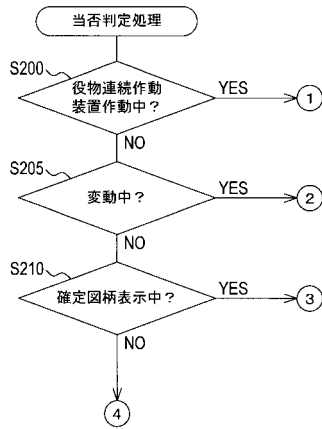 当否判定処理
S200
役物連続作動
装置作動中？
YES
①
NO
S205
変動中？
YES
②
NO
S210
確定図柄表示中？
YES
③
NO
④